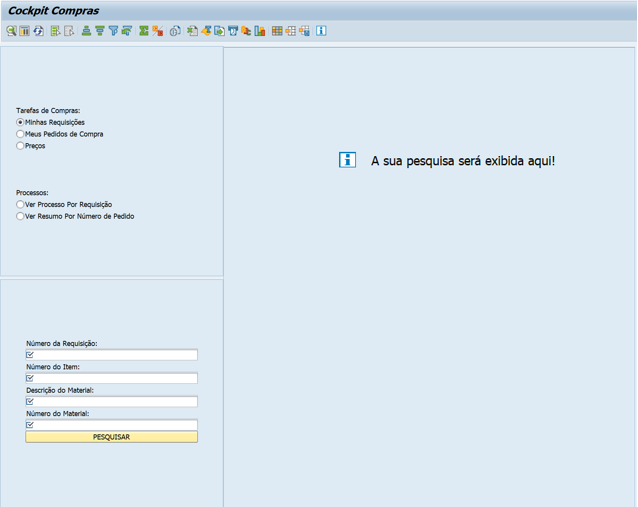 Cockpit Compras
Tarefas de Compras:
Minhas Requisições
Meus Pedidos de Compra
Preços
Processos:
Ver Processo Por Requisição
Ver Resumo Por Número de Pedido
A sua pesquisa será exibida aqui!
Número da Requisição:
Número do Item:
Descrição do Material:
Número do Material:
PESQUISAR